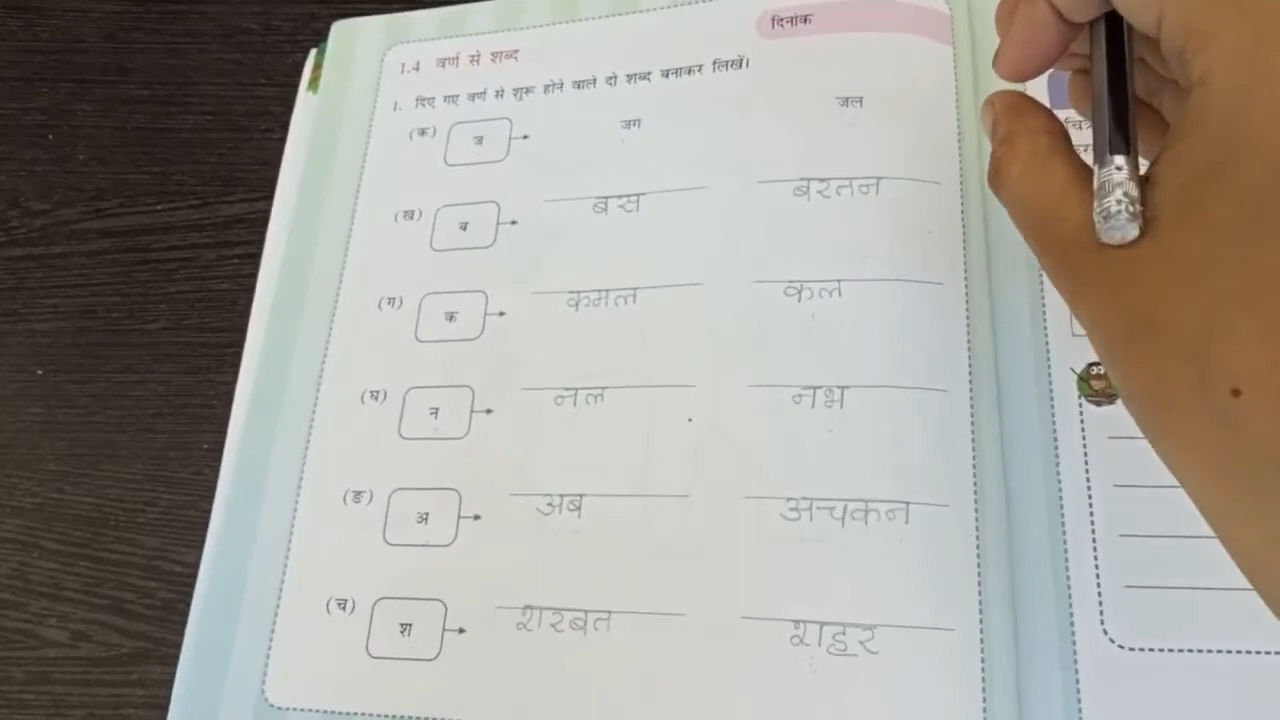 दिनांक
1.4 वर्ण से शब्द
1. दिए गए वर्ण से शुरू होने वाले दो शब्द बनाकर लिखें।
(क) ज जग जल
(ख) ब बस बरतन
(ग) क कमल कल
(घ) न नल नभ
(ङ) अ अब अचकन
(च) श शरबत शहर